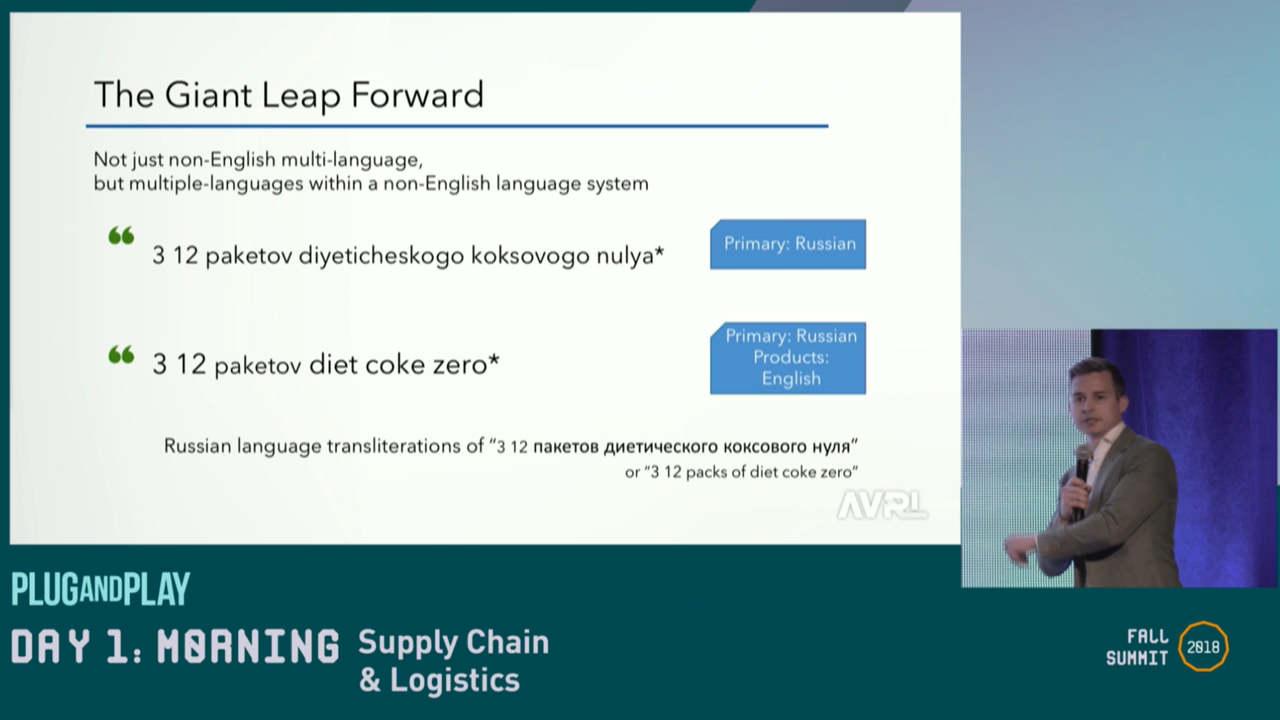 The Giant Leap Forward
Not just non-English multi-language,
but multiple-languages within a non-English language system
“ 3 12 paketov diyeticheskogo koksovogo nulya*
Primary: Russian
“ 3 12 paketov diet coke zero*
Primary: Russian
Products:
English
Russian language transliterations of “3 12 пакетов диетического коксового нуля”
or “3 12 packs of diet coke zero”
AVRL
PLUGANDPLAY
DAY 1: MORNING
Supply Chain
& Logistics
FALL
SUMMIT
2018